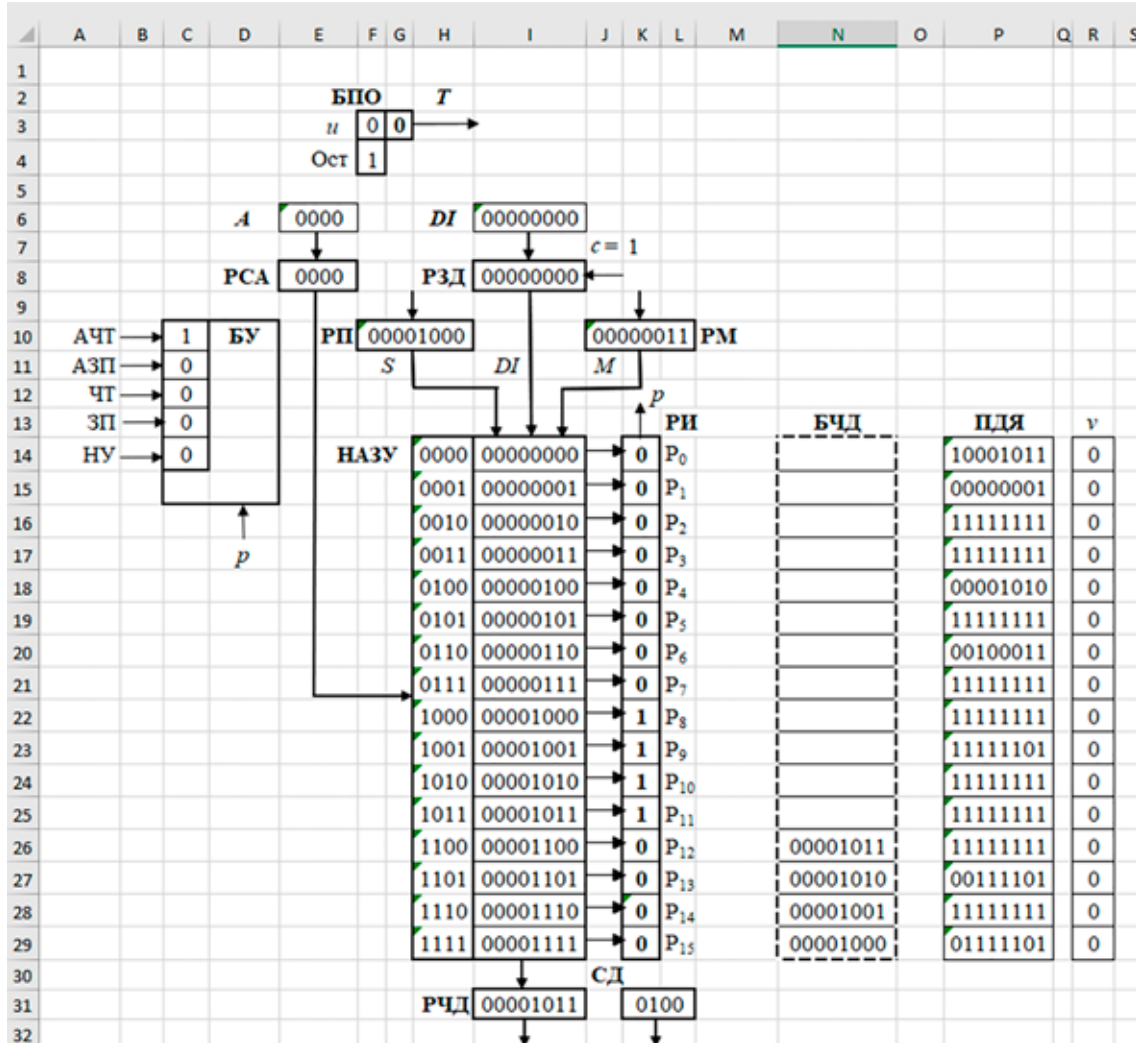 A B C D E F G H I J K L M N O P Q R S
1
2 БПО T
3 u 0 0
4 Ост 1
5
6 A 0000 DI 00000000
7 c = 1
8 РСА 0000 РЗД 00000000
9
10 АЧТ 1 БУ РП 00001000 00000011 РМ
11 АЗП 0 S DI M
12 ЧТ 0 p
13 ЗП 0 РИ БЧД ПДЯ v
14 НУ 0 НАЗУ 0000 00000000 0 P0 10001011 0
15 0001 00000001 0 P1 00000001 0
16 0010 00000010 0 P2 11111111 0
17 p 0011 00000011 0 P3 11111111 0
18 0100 00000100 0 P4 00001010 0
19 0101 00000101 0 P5 11111111 0
20 0110 00000110 0 P6 00100011 0
21 0111 00000111 0 P7 11111111 0
22 1000 00001000 1 P8 11111111 0
23 1001 00001001 1 P9 11111101 0
24 1010 00001010 1 P10 11111111 0
25 1011 00001011 1 P11 11111111 0
26 1100 00001100 0 P12 00001011 11111111 0
27 1101 00001101 0 P13 00001010 00111101 0
28 1110 00001110 0 P14 00001001 11111111 0
29 1111 00001111 0 P15 00001000 01111101 0
30 СД
31 РЧД 00001011 0100
32